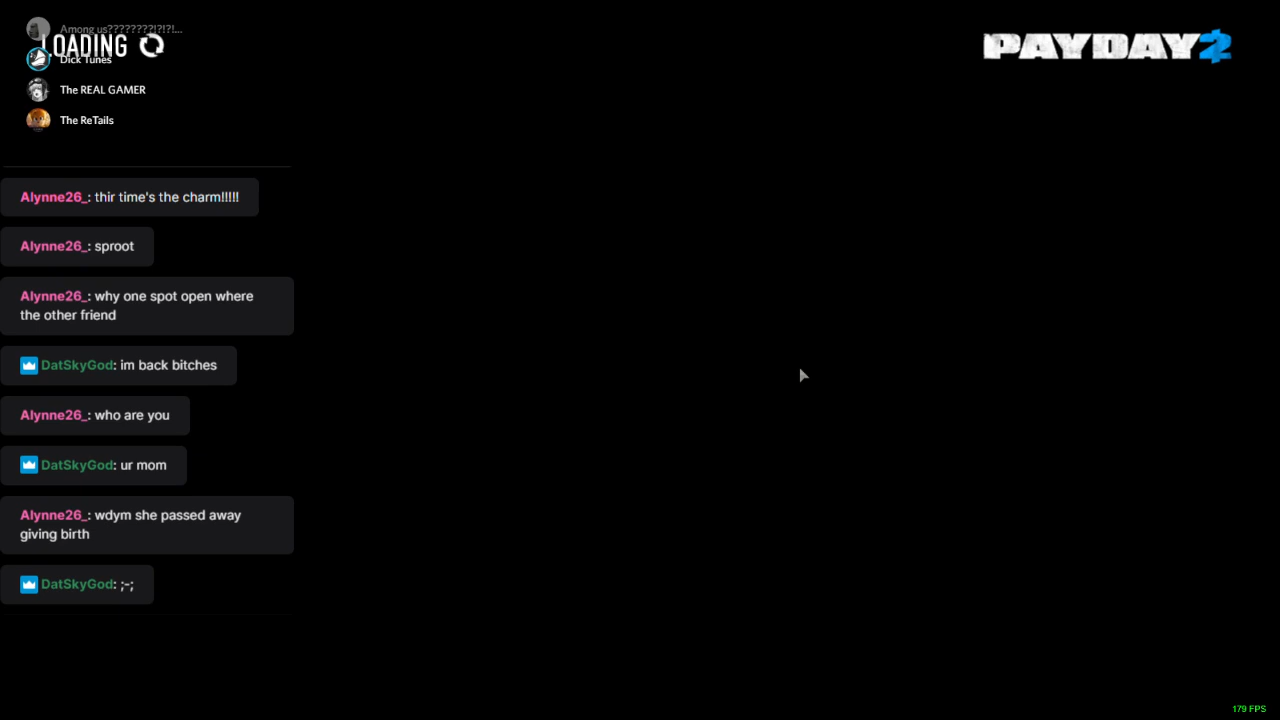 Among us????????!?!?!...
LOADING
Dick Tunes
PAYDAY 2
The REAL GAMER
The ReTails
Alynne26_: thir time's the charm!!!!!
Alynne26_: sproot
Alynne26_: why one spot open where
the other friend
DatSkyGod: im back bitches
Alynne26_: who are you
DatSkyGod: ur mom
Alynne26_: wdym she passed away
giving birth
DatSkyGod: ;-;
179 FPS